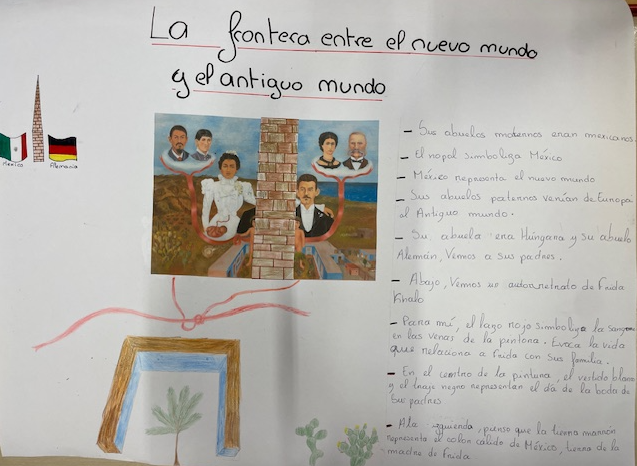 La frontera entre el nuevo mundo
y el antiguo mundo
Mexico
Alemania
- Sus abuelos maternos eran mexicanos.
- El nopal simboliza México
- México representa el nuevo mundo
- Sus abuelos paternos venían de Europa:
el Antiguo mundo.
- Su abuela era Húngara y su abuelo
Alemán, Vemos a sus padres.
- Abajo, Vemos un autorretrato de Frida
Khalo
- Para mí, el lazo rojo simboliza la sangre
en las venas de la pintora. Evoca la vida
que relaciona a Frida con sus familia.
- En el centro de la pintura, el vestido blanco
y el traje negro representan el día de la boda de
sus padres
- A la izquierda, pienso que la tierra marrón
representa el color calido de México, tierra de la
madre de Frida